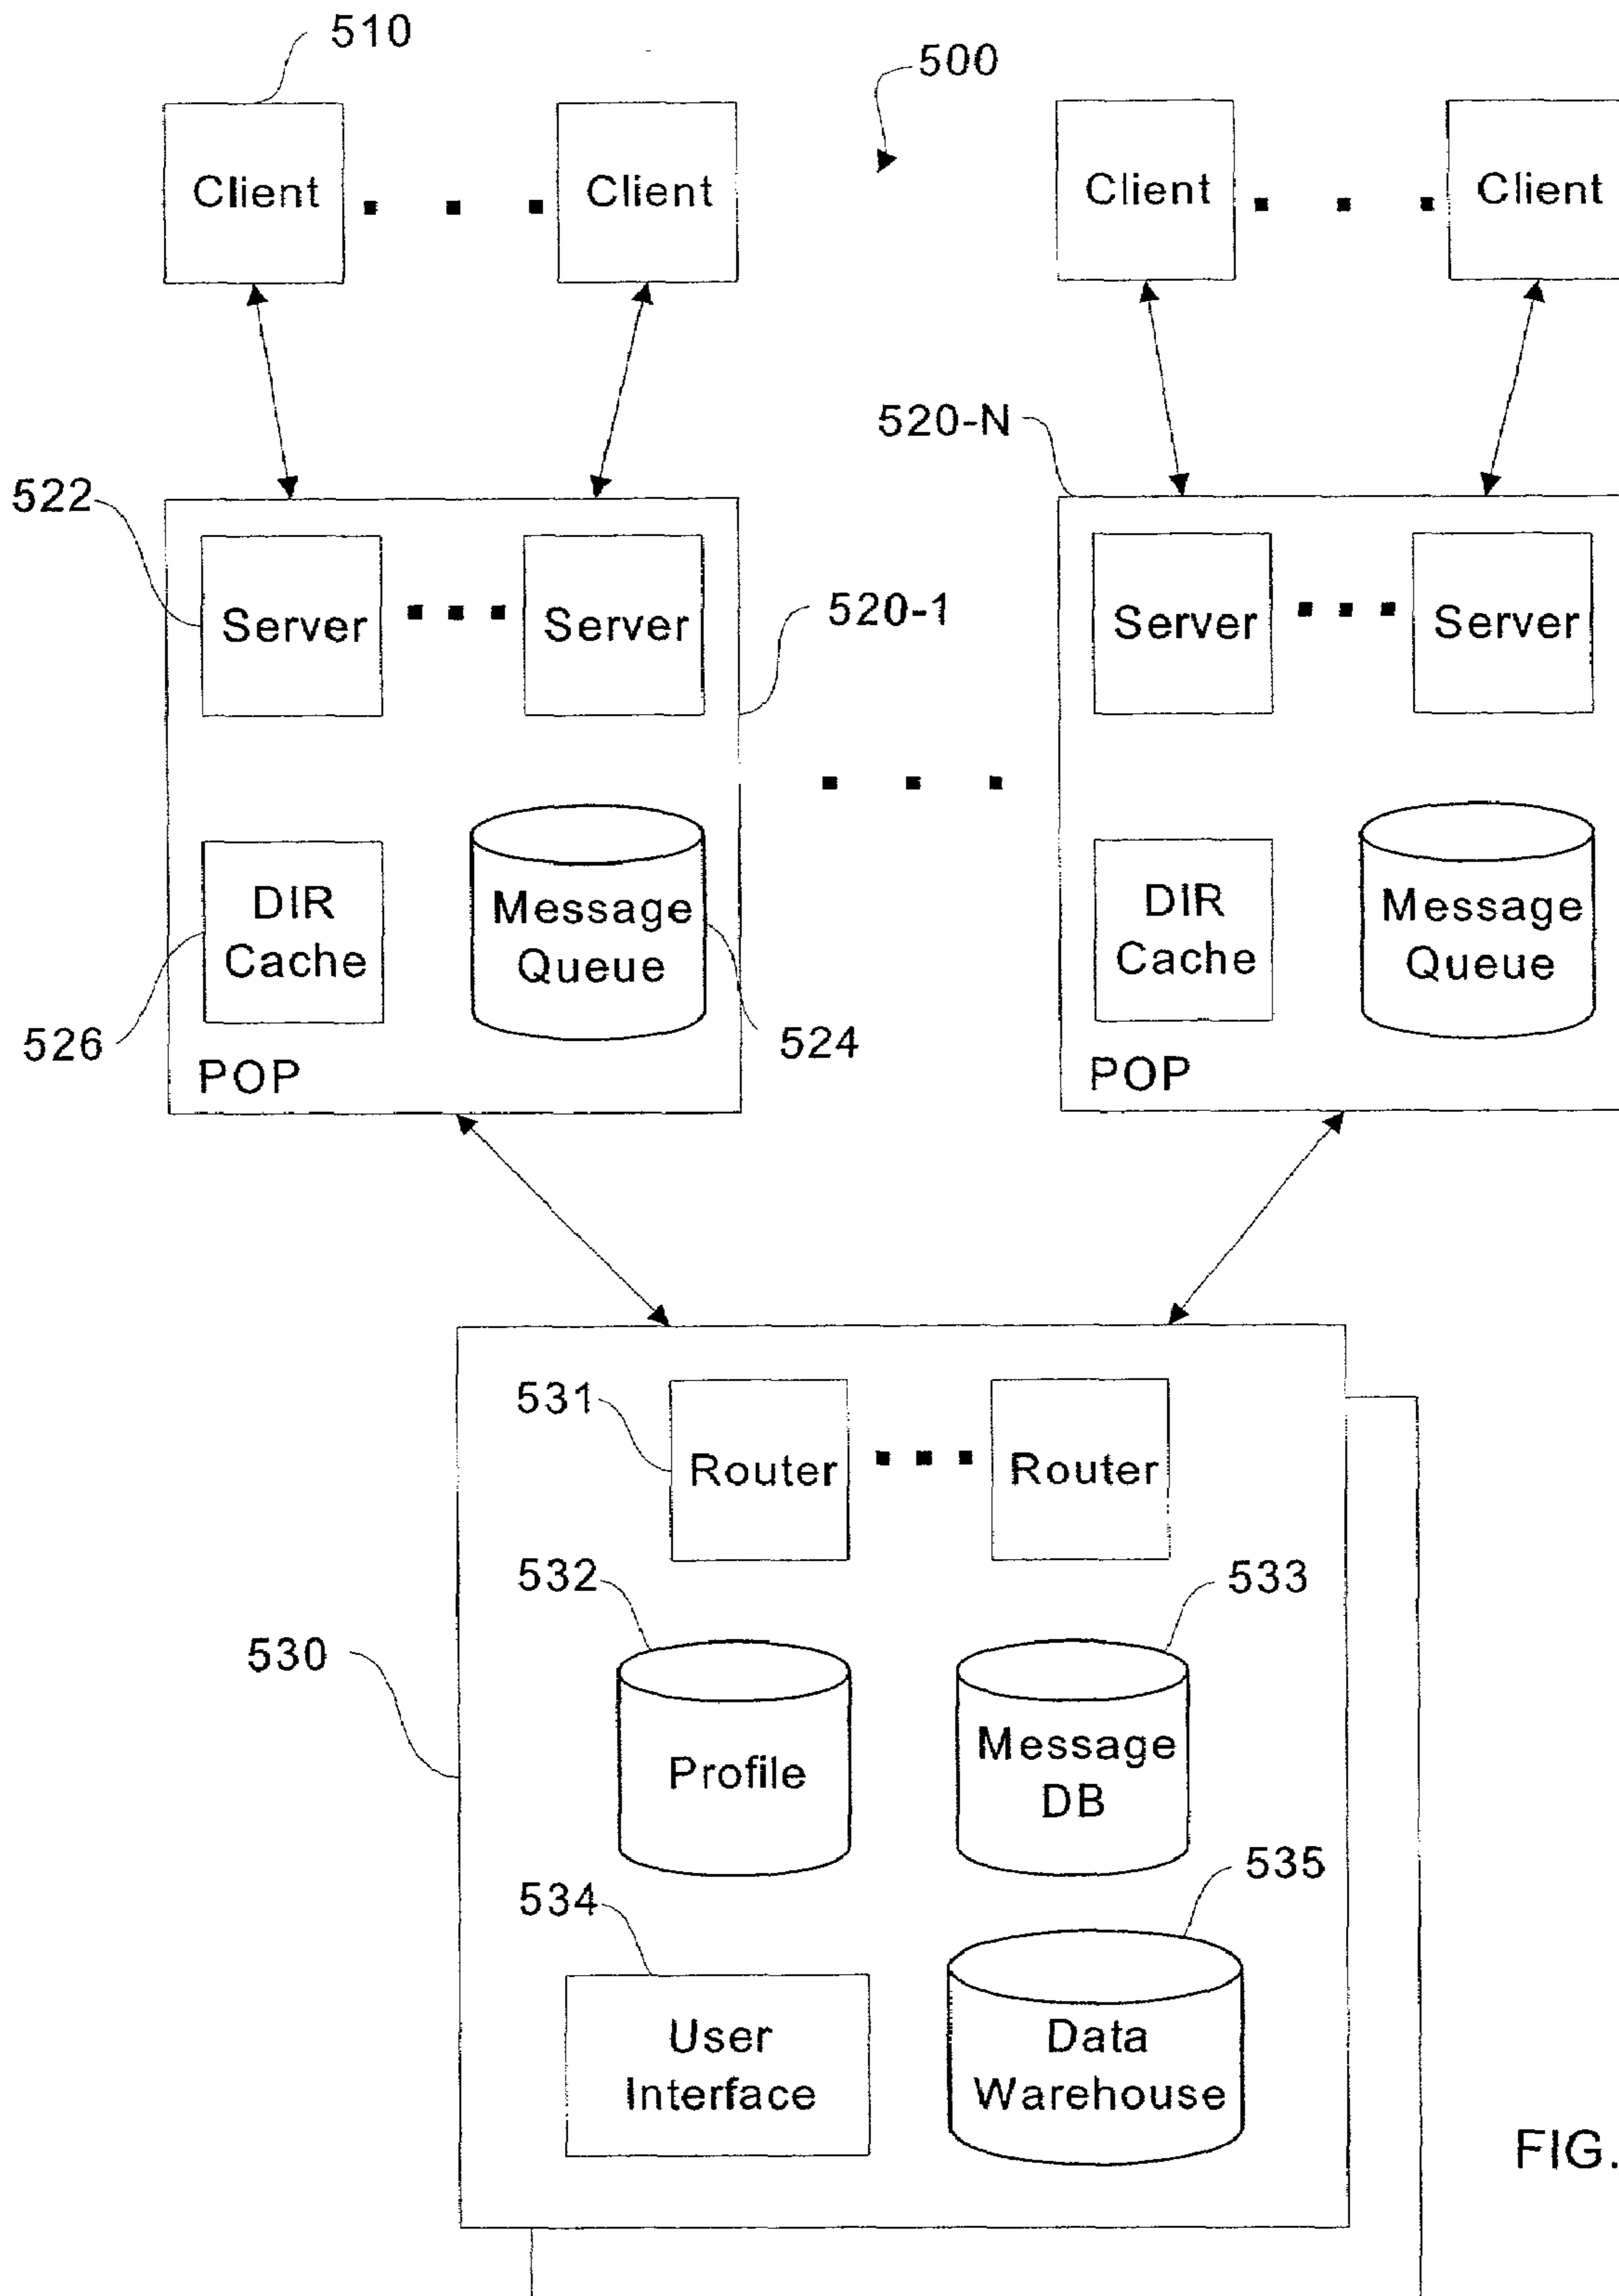 510
500
Client
Client
Client
Client
520-N
522
Server
Server
520-1
Server
Server
DIR
Cache
Message
Queue
DIR
Cache
Message
Queue
526
524
POP
POP
531
Router
Router
532
533
530
Profile
Message
DB
535
534
User
Interface
Data
Warehouse
FIG.